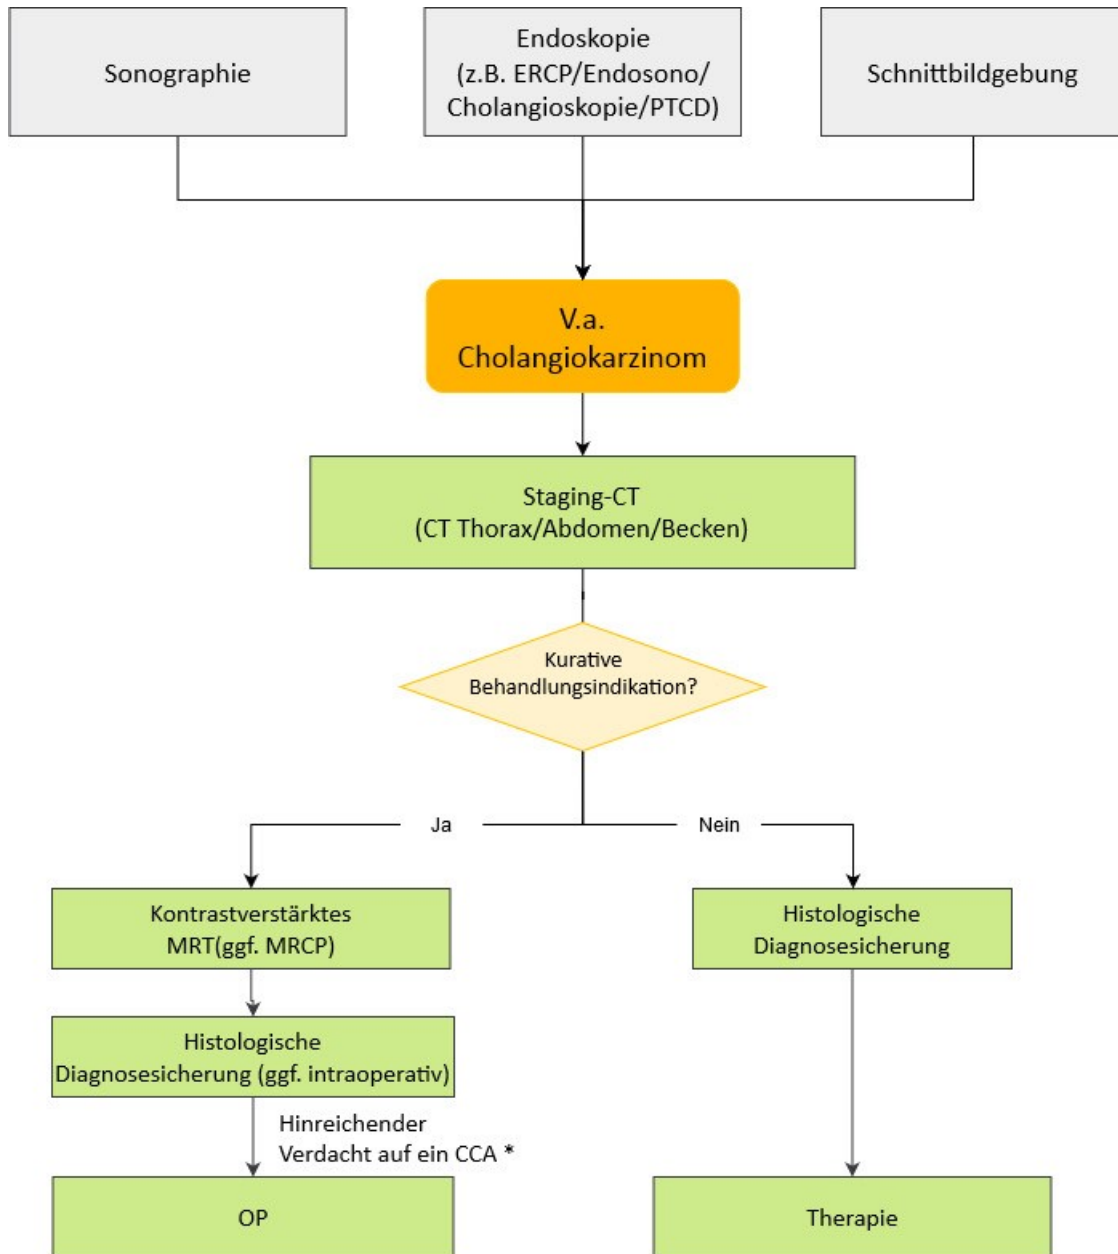 Sonographie
Endoskopie
(z.B. ERCP/Endosono/
Cholangioskopie/PTCD)
Schnittbildgebung
V.a.
Cholangiokarzinom
Staging-CT
(CT Thorax/Abdomen/Becken)
Kurative
Behandlungsindikation?
Ja
Nein
Kontrastverstärktes
MRT(ggf. MRCP)
Histologische
Diagnosesicherung
Histologische
Diagnosesicherung (ggf. intraoperativ)
Hinreichender
Verdacht auf ein CCA *
OP
Therapie